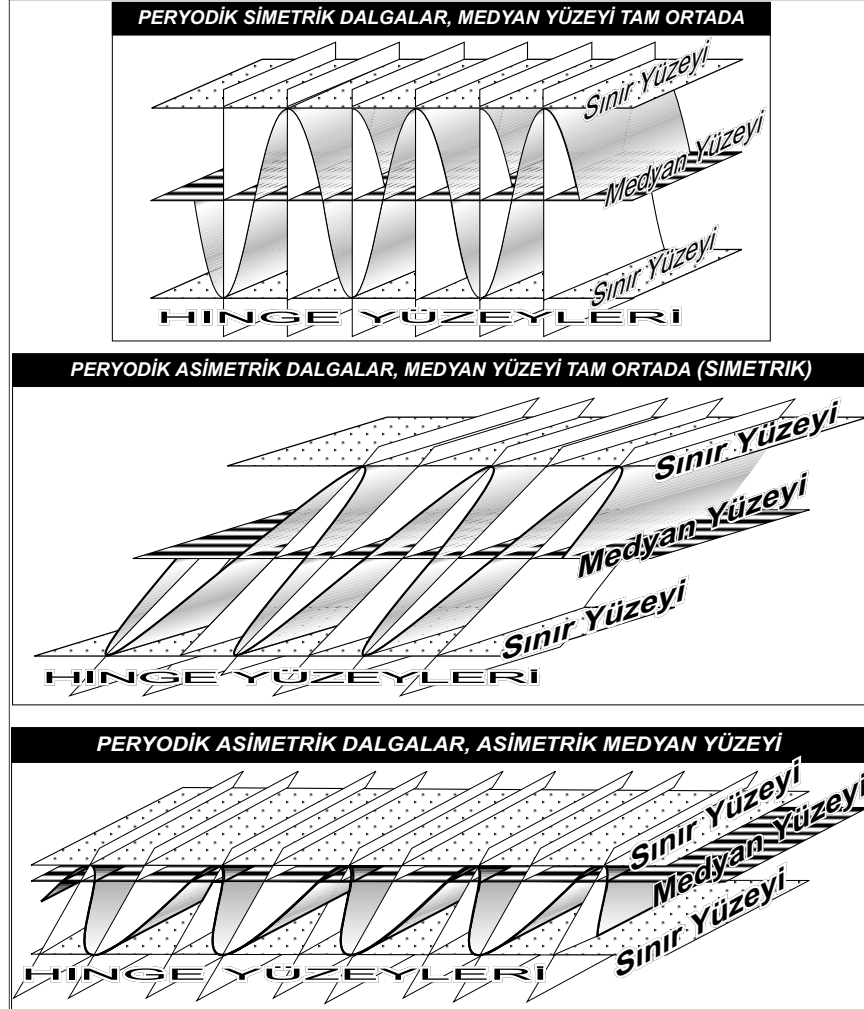 PERYODİK SİMETRİK DALGALAR, MEDYAN YÜZEYİ TAM ORTADA
Sınır Yüzeyi
Medyan Yüzeyi
Sınır Yüzeyi
HINGE YÜZEYLERİ
PERYODİK ASİMETRİK DALGALAR, MEDYAN YÜZEYİ TAM ORTADA (SIMETRIK)
Sınır Yüzeyi
Medyan Yüzeyi
Sınır Yüzeyi
HINGE YÜZEYLERİ
PERYODİK ASİMETRİK DALGALAR, ASİMETRİK MEDYAN YÜZEYİ
Sınır Yüzeyi
Medyan Yüzeyi
Sınır Yüzeyi
HINGE YÜZEYLERİ